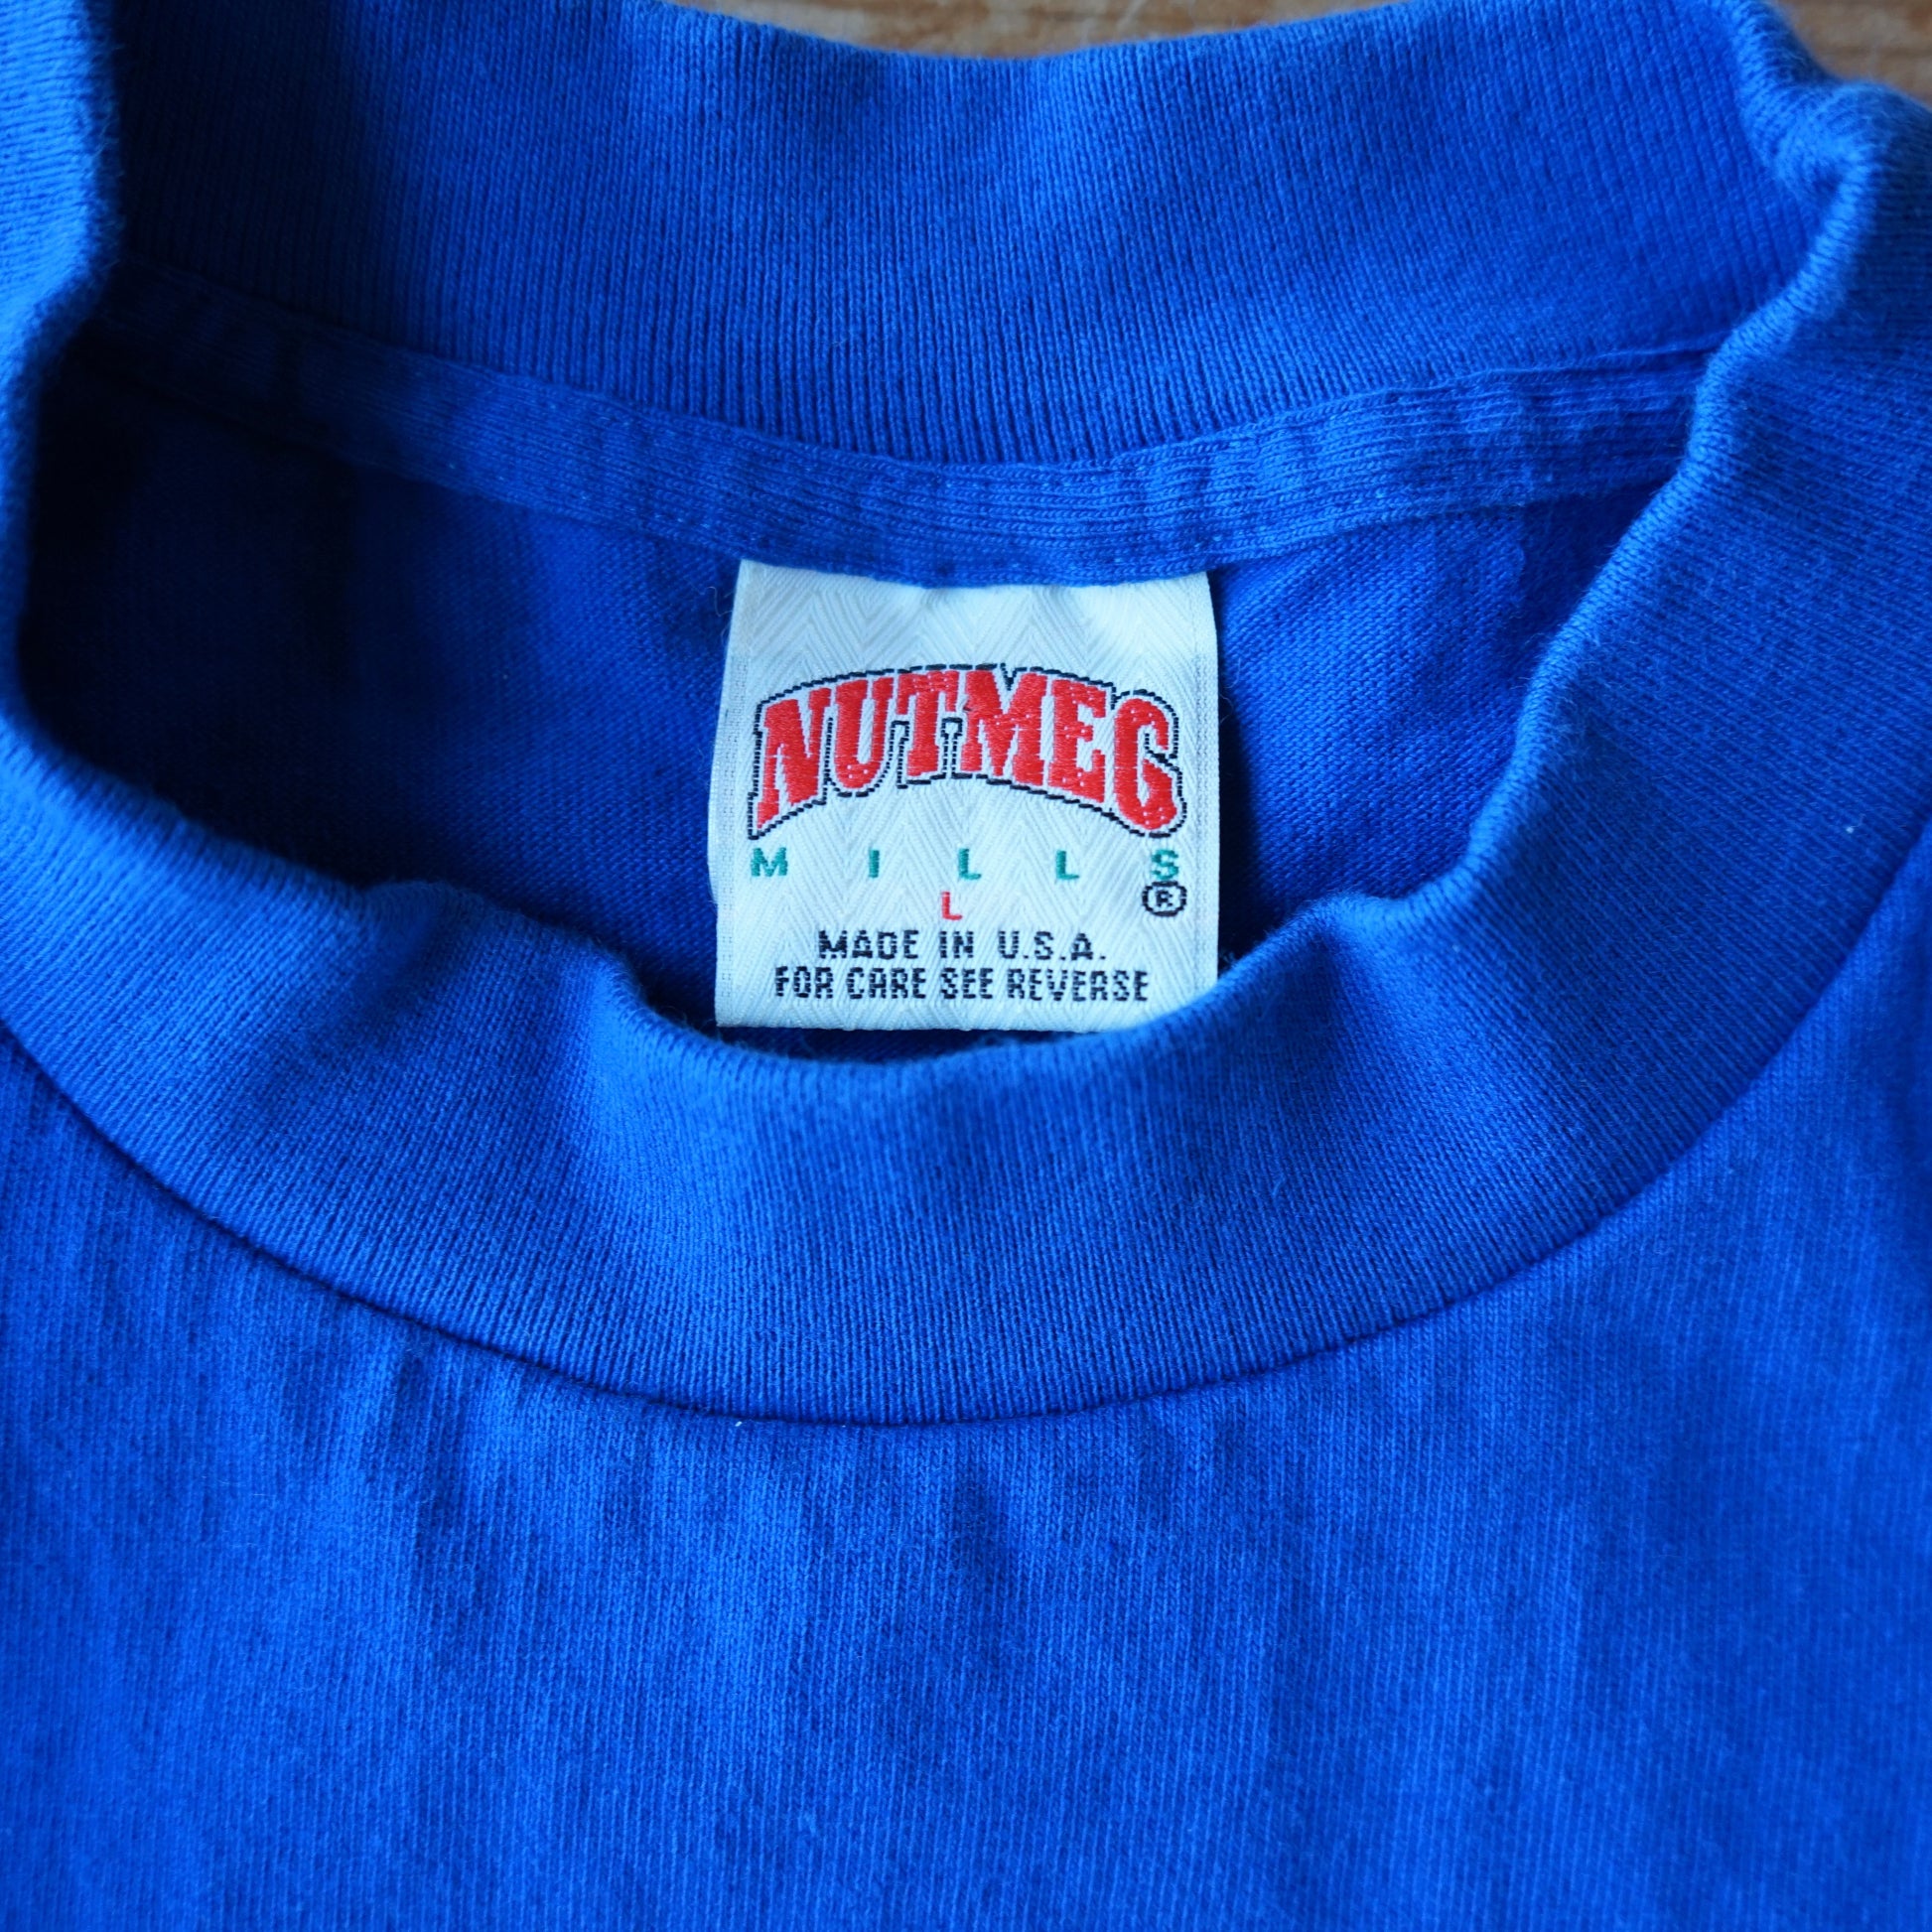 NUTMEG
MILLS
®
L
MADE IN U.S.A.
FOR CARE SEE REVERSE